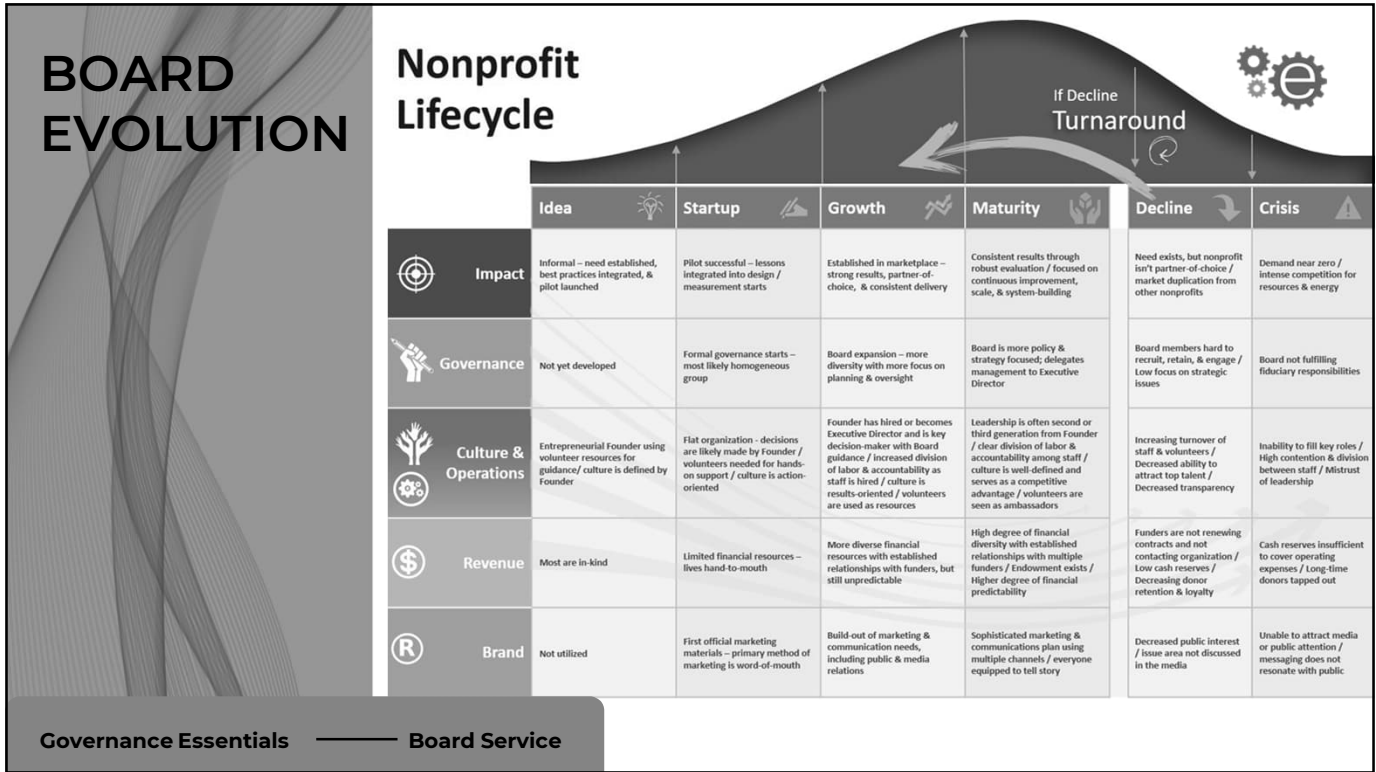 BOARD
EVOLUTION
Nonprofit
Lifecycle
If Decline
Turnaround
e
Idea
Startup
Growth
Maturity
Decline
Crisis
Impact
Informal – need established,
best practices integrated, &
pilot launched
Pilot successful – lessons
integrated into design /
measurement starts
Established in marketplace –
strong results, partner-of-
choice, & consistent delivery
Consistent results through
robust evaluation / focused on
continuous improvement,
scale, & system-building
Need exists, but nonprofit
isn't partner-of-choice /
market duplication from
other nonprofits
Demand near zero /
intense competition for
resources & energy
Governance
Not yet developed
Formal governance starts –
most likely homogeneous
group
Board expansion – more
diversity with more focus on
planning & oversight
Board is more policy &
strategy focused; delegates
management to Executive
Director
Board members hard to
recruit, retain, & engage /
Low focus on strategic
issues
Board not fulfilling
fiduciary responsibilities
Culture &
Operations
Entrepreneurial Founder using
volunteer resources for
guidance/ culture is defined by
Founder
Flat organization - decisions
are likely made by Founder /
volunteers needed for hands-
on support / culture is action-
oriented
Founder has hired or becomes
Executive Director and is key
decision-maker with Board
guidance / increased division
of labor & accountability as
staff is hired / culture is
results-oriented / volunteers
are used as resources
Leadership is often second or
third generation from Founder
/ clear division of labor &
accountability among staff /
culture is well-defined and
serves as a competitive
advantage / volunteers are
seen as ambassadors
Increasing turnover of
staff & volunteers /
Decreased ability to
attract top talent /
Decreased transparency
Inability to fill key roles /
High contention & division
between staff / Mistrust
of leadership
$
Revenue
Most are in-kind
Limited financial resources –
lives hand-to-mouth
More diverse financial
resources with established
relationships with funders, but
still unpredictable
High degree of financial
diversity with established
relationships with multiple
funders / Endowment exists /
Higher degree of financial
predictability
Funders are not renewing
contracts and not
contacting organization /
Low cash reserves /
Decreasing donor
retention & loyalty
Cash reserves insufficient
to cover operating
expenses / Long-time
donors tapped out
R
Brand
Not utilized
First official marketing
materials – primary method of
marketing is word-of-mouth
Build-out of marketing &
communication needs,
including public & media
relations
Sophisticated marketing &
communications plan using
multiple channels / everyone
equipped to tell story
Decreased public interest
/ issue area not discussed
in the media
Unable to attract media
or public attention /
messaging does not
resonate with public
Governance Essentials
Board Service